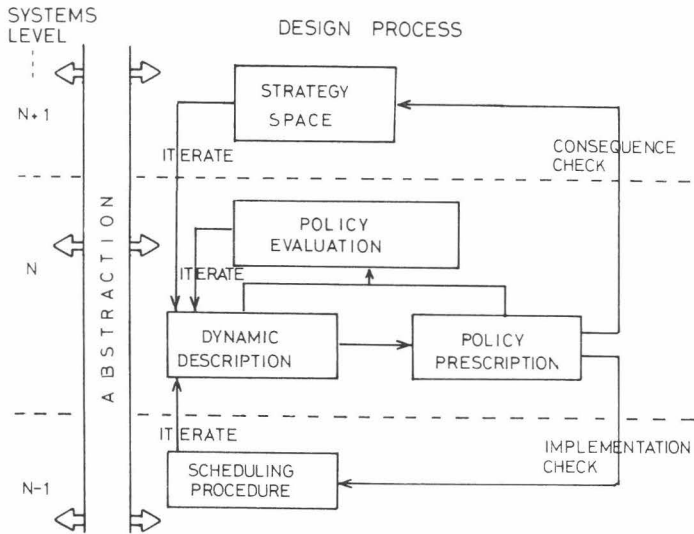 SYSTEMS
LEVEL
DESIGN PROCESS
N+1
STRATEGY
SPACE
ITERATE
CONSEQUENCE
CHECK
POLICY
EVALUATION
N
ITERATE
ABSTRACTION
DYNAMIC
DESCRIPTION
POLICY
PRESCRIPTION
ITERATE
IMPLEMENTATION
CHECK
N-1
SCHEDULING
PROCEDURE